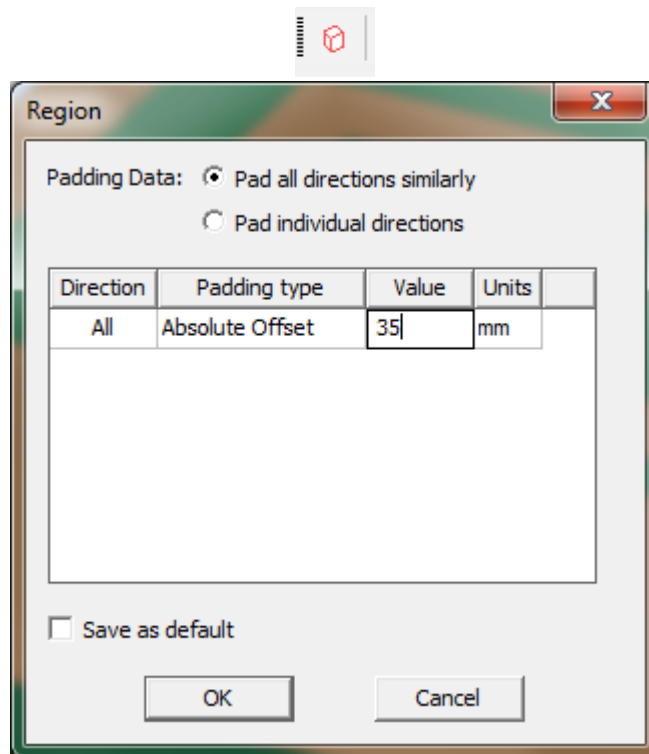 Region
Padding Data: Pad all directions similarly
Pad individual directions
Direction Padding type Value Units
All Absolute Offset 35 mm
Save as default
OK Cancel